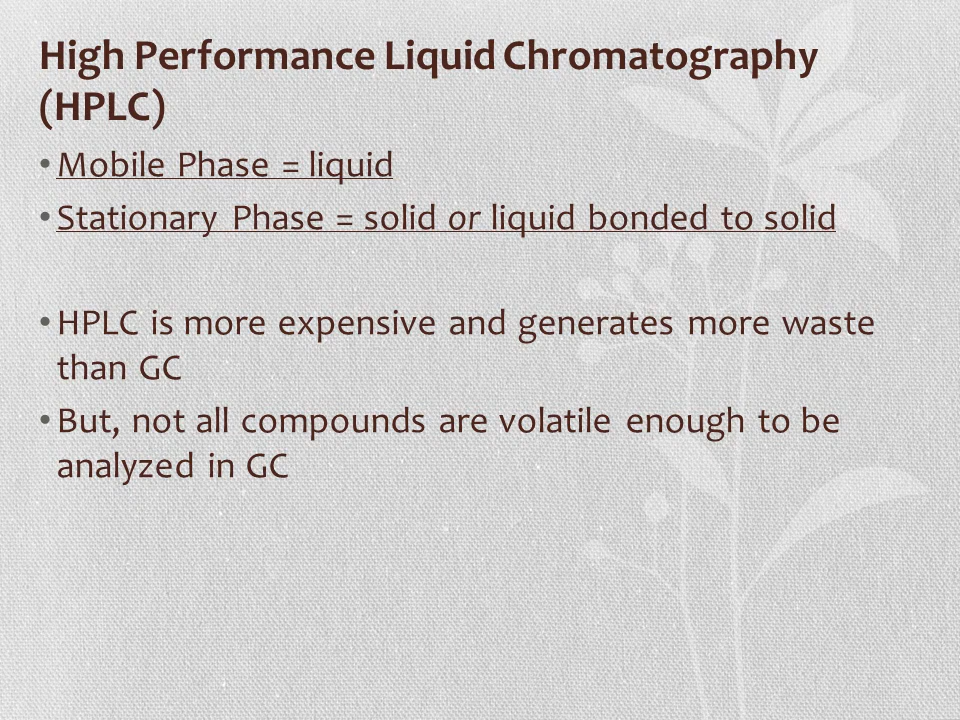 High Performance Liquid Chromatography
(HPLC)
• Mobile Phase = liquid
• Stationary Phase = solid or liquid bonded to solid
• HPLC is more expensive and generates more waste
than GC
• But, not all compounds are volatile enough to be
analyzed in GC